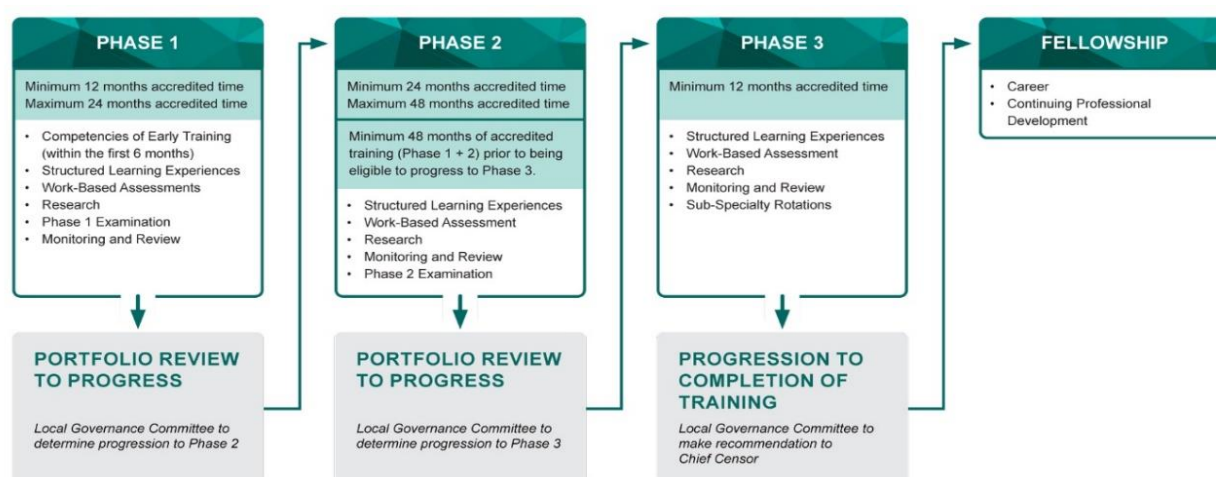 PHASE 1
Minimum 12 months accredited time
Maximum 24 months accredited time
• Competencies of Early Training
(within the first 6 months)
• Structured Learning Experiences
• Work-Based Assessments
• Research
• Phase 1 Examination
• Monitoring and Review
PORTFOLIO REVIEW
TO PROGRESS
Local Governance Committee to
determine progression to Phase 2
PHASE 2
Minimum 24 months accredited time
Maximum 48 months accredited time
Minimum 48 months of accredited
training (Phase 1 + 2) prior to being
eligible to progress to Phase 3.
• Structured Learning Experiences
• Work-Based Assessment
• Research
• Monitoring and Review
• Phase 2 Examination
PORTFOLIO REVIEW
TO PROGRESS
Local Governance Committee to
determine progression to Phase 3
PHASE 3
Minimum 12 months accredited time
• Structured Learning Experiences
• Work-Based Assessment
• Research
• Monitoring and Review
• Sub-Specialty Rotations
PROGRESSION TO
COMPLETION OF
TRAINING
Local Governance Committee to
make recommendation to
Chief Censor
FELLOWSHIP
• Career
• Continuing Professional
Development